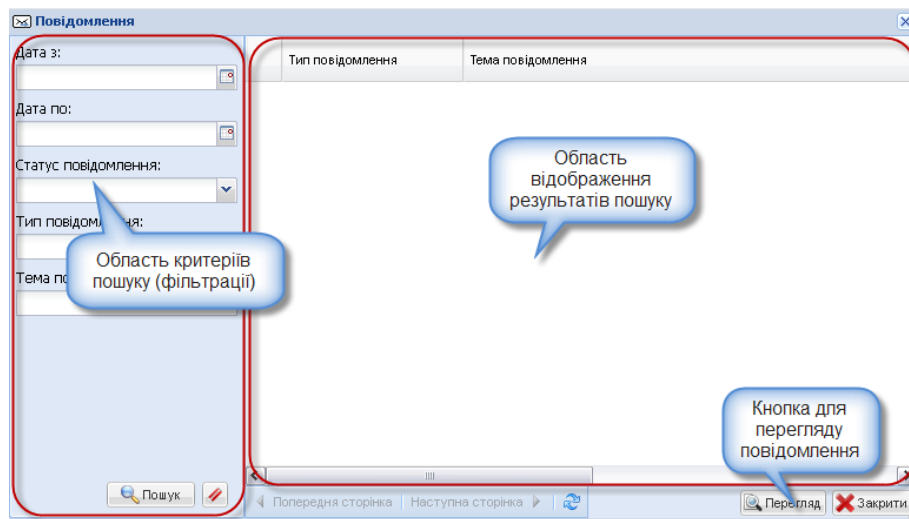 Повідомлення
Дата з:
Дата по:
Статус повідомлення:
Тип повідомлення:
Тема
Область критеріїв
пошуку (фільтрації)
Пошук
Тип повідомлення
Тема повідомлення
Область
відображення
результатів пошуку
Кнопка для
перегляду
повідомлення
Попередня сторінка
Наступна сторінка
Перегляд
Закрити